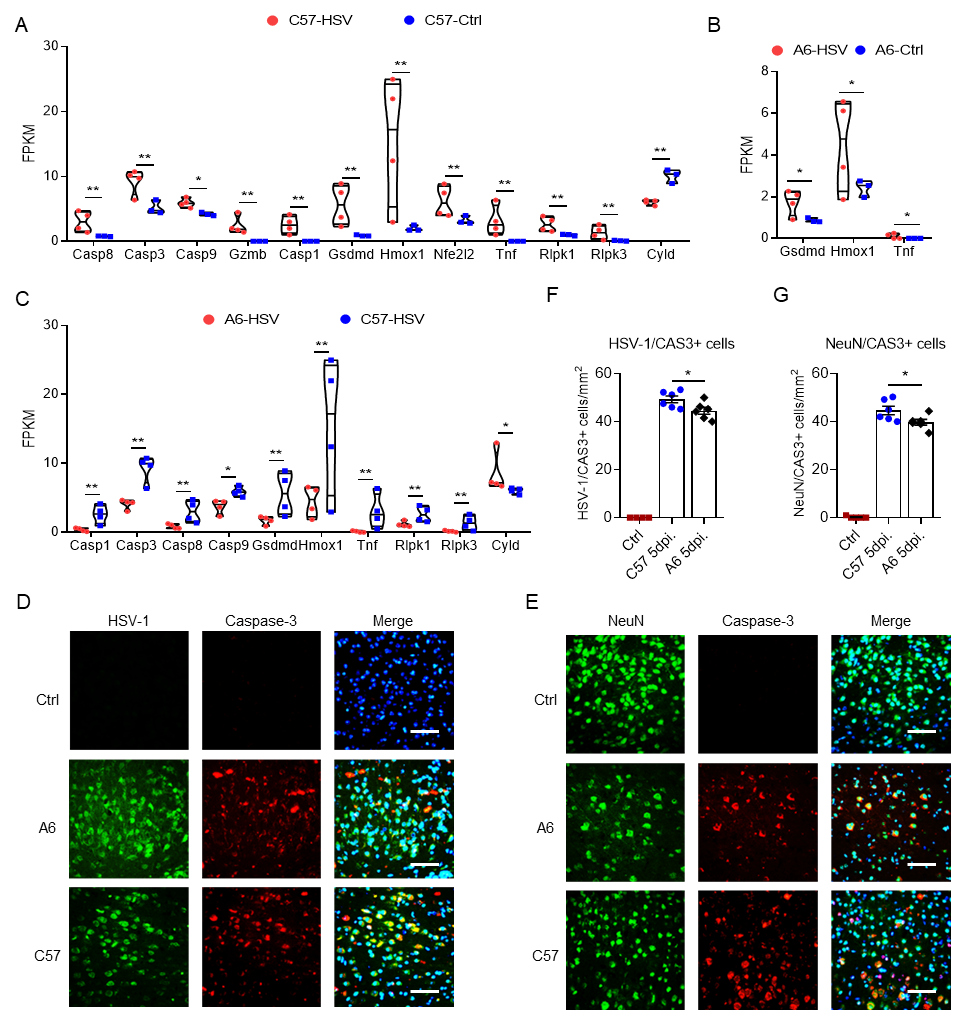 A
C57-HSV
C57-Ctrl
FPKM
30
20
10
0
** ** * ** ** ** ** ** ** ** ** **
Casp8 Casp3 Casp9 Gzmb Casp1 Gsdmd Hmox1 Nfe2l2 Tnf Rlpk1 Rlpk3 Cyld
B
A6-HSV
A6-Ctrl
FPKM
8
6
4
2
0
* * *
Gsdmd Hmox1 Tnf
C
A6-HSV
C57-HSV
FPKM
30
20
10
0
** ** ** * ** ** ** ** ** *
Casp1 Casp3 Casp8 Casp9 Gsdmd Hmox1 Tnf Rlpk1 Rlpk3 Cyld
F
HSV-1/CAS3+ cells
HSV-1/CAS3+ cells/mm²
60
40
20
0
*
Ctrl
C57 5dpi.
A6 5dpi.
G
NeuN/CAS3+ cells
NeuN/CAS3+ cells/mm²
60
40
20
0
*
Ctrl
C57 5dpi.
A6 5dpi.
D
HSV-1 Caspase-3 Merge
Ctrl
A6
C57
E
NeuN Caspase-3 Merge
Ctrl
A6
C57